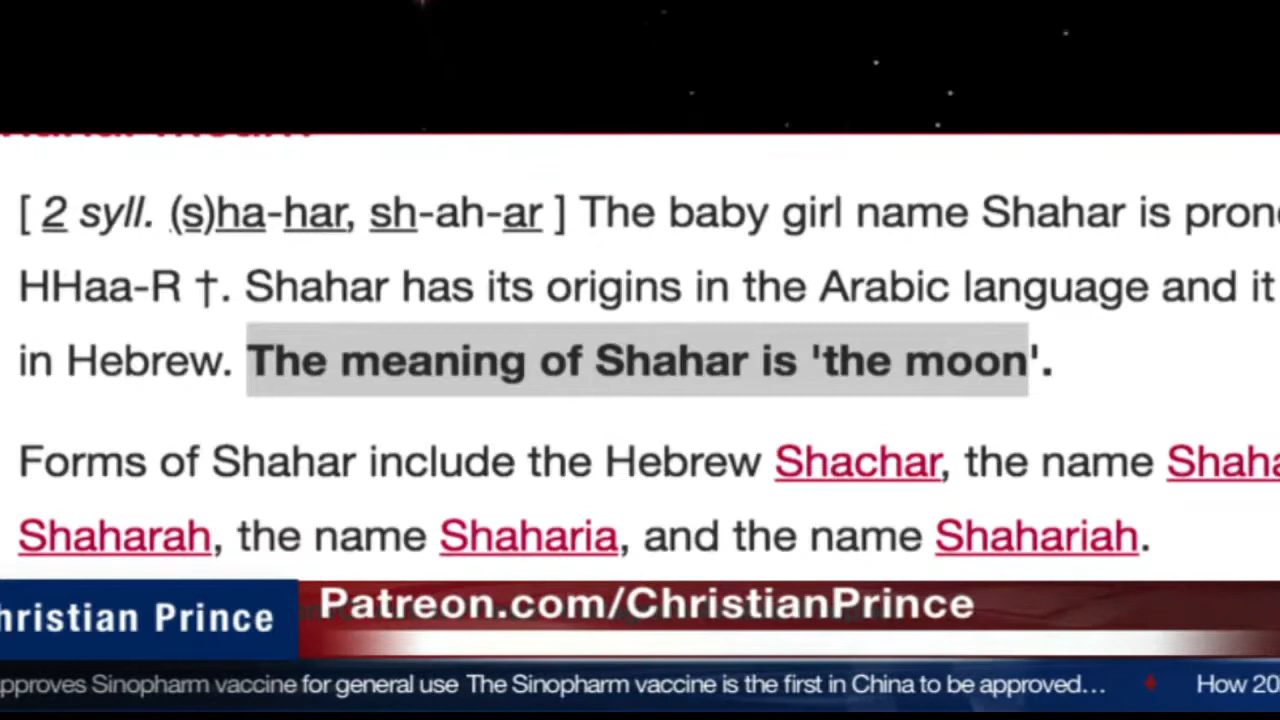 [ 2 syll. (s)ha-har, sh-ah-ar ] The baby girl name Shahar is
HHaa-R †. Shahar has its origins in the Arabic language and it
in Hebrew. The meaning of Shahar is 'the moon'.
Forms of Shahar include the Hebrew Shachar, the name
Shaharah, the name Shaharia, and the name Shahariah.
Patreon.com/ChristianPrince
hristian Prince
pproves Sinopharm vaccine for general use The Sinopharm vaccine is the first in China to be approved... How 20